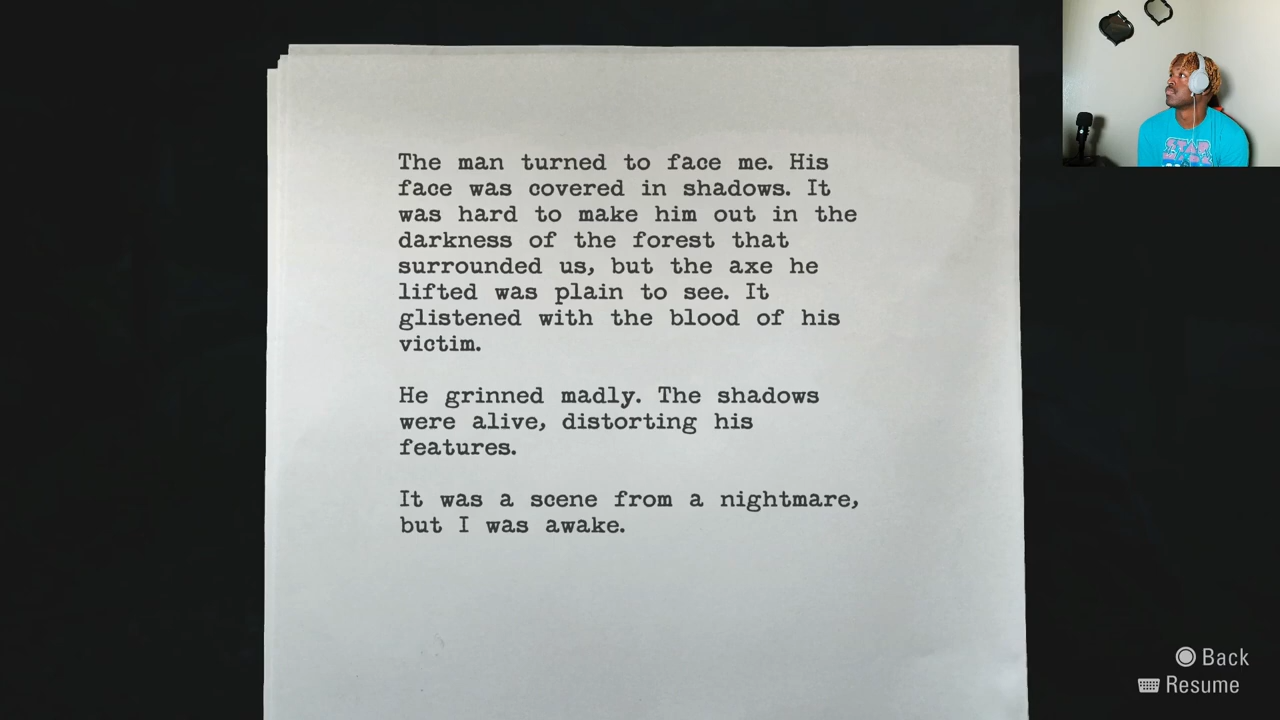 The man turned to face me. His
face was covered in shadows. It
was hard to make him out in the
darkness of the forest that
surrounded us, but the axe he
lifted was plain to see. It
glistened with the blood of his
victim.
He grinned madly. The shadows
were alive, distorting his
features.
It was a scene from a nightmare,
but I was awake.
Back
Resume